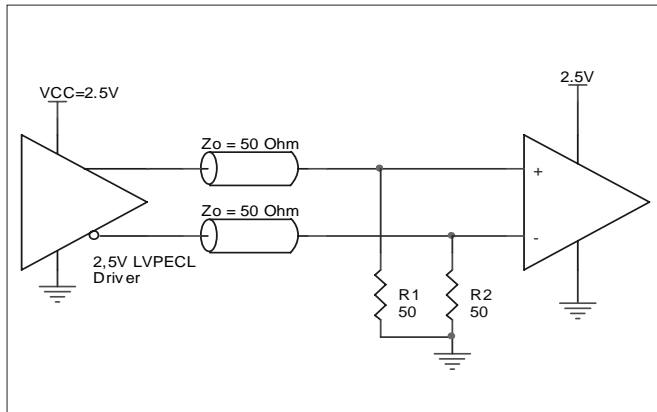 VCC=2.5V
2.5V
Zo = 50 Ohm
+
Zo = 50 Ohm
-
2,5V LVPECL
Driver
R1
50
R2
50